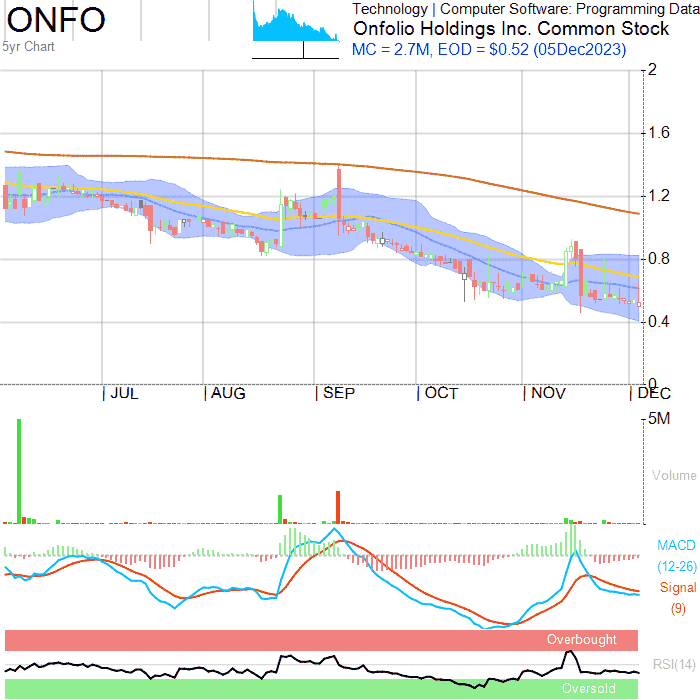 ONFO
5yr Chart
Technology | Computer Software: Programming Data
Onfolio Holdings Inc. Common Stock
MC = 2.7M, EOD = $0.52 (05Dec2023)
2
1.6
1.2
0.8
0.4
0
JUL AUG SEP OCT NOV DEC
5M
Volume
MACD
(12-26)
Signal
(9)
Overbought
RSI(14)
Oversold